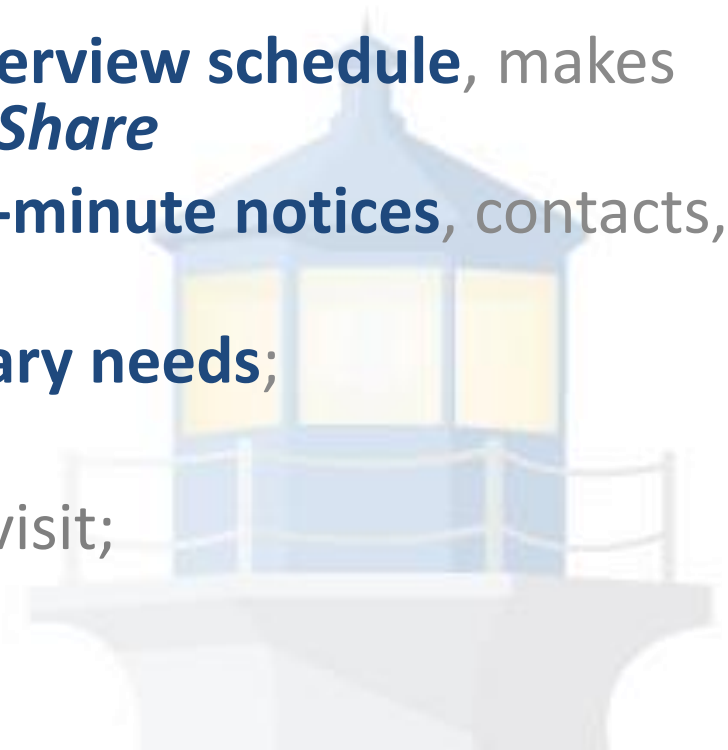 erview schedule, makes
Share
-minute notices, contacts,
ary needs;
visit;